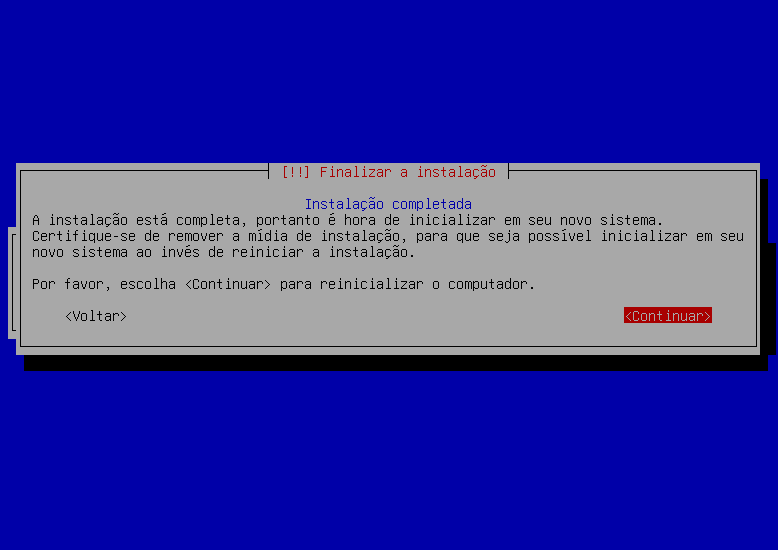 [!!] Finalizar a instalação
Instalação completada
A instalação está completa, portanto é hora de inicializar em seu novo sistema.
Certifique-se de remover a mídia de instalação, para que seja possível inicializar em seu
novo sistema ao invés de reiniciar a instalação.
Por favor, escolha <Continuar> para reinicializar o computador.
<Voltar> <Continuar>